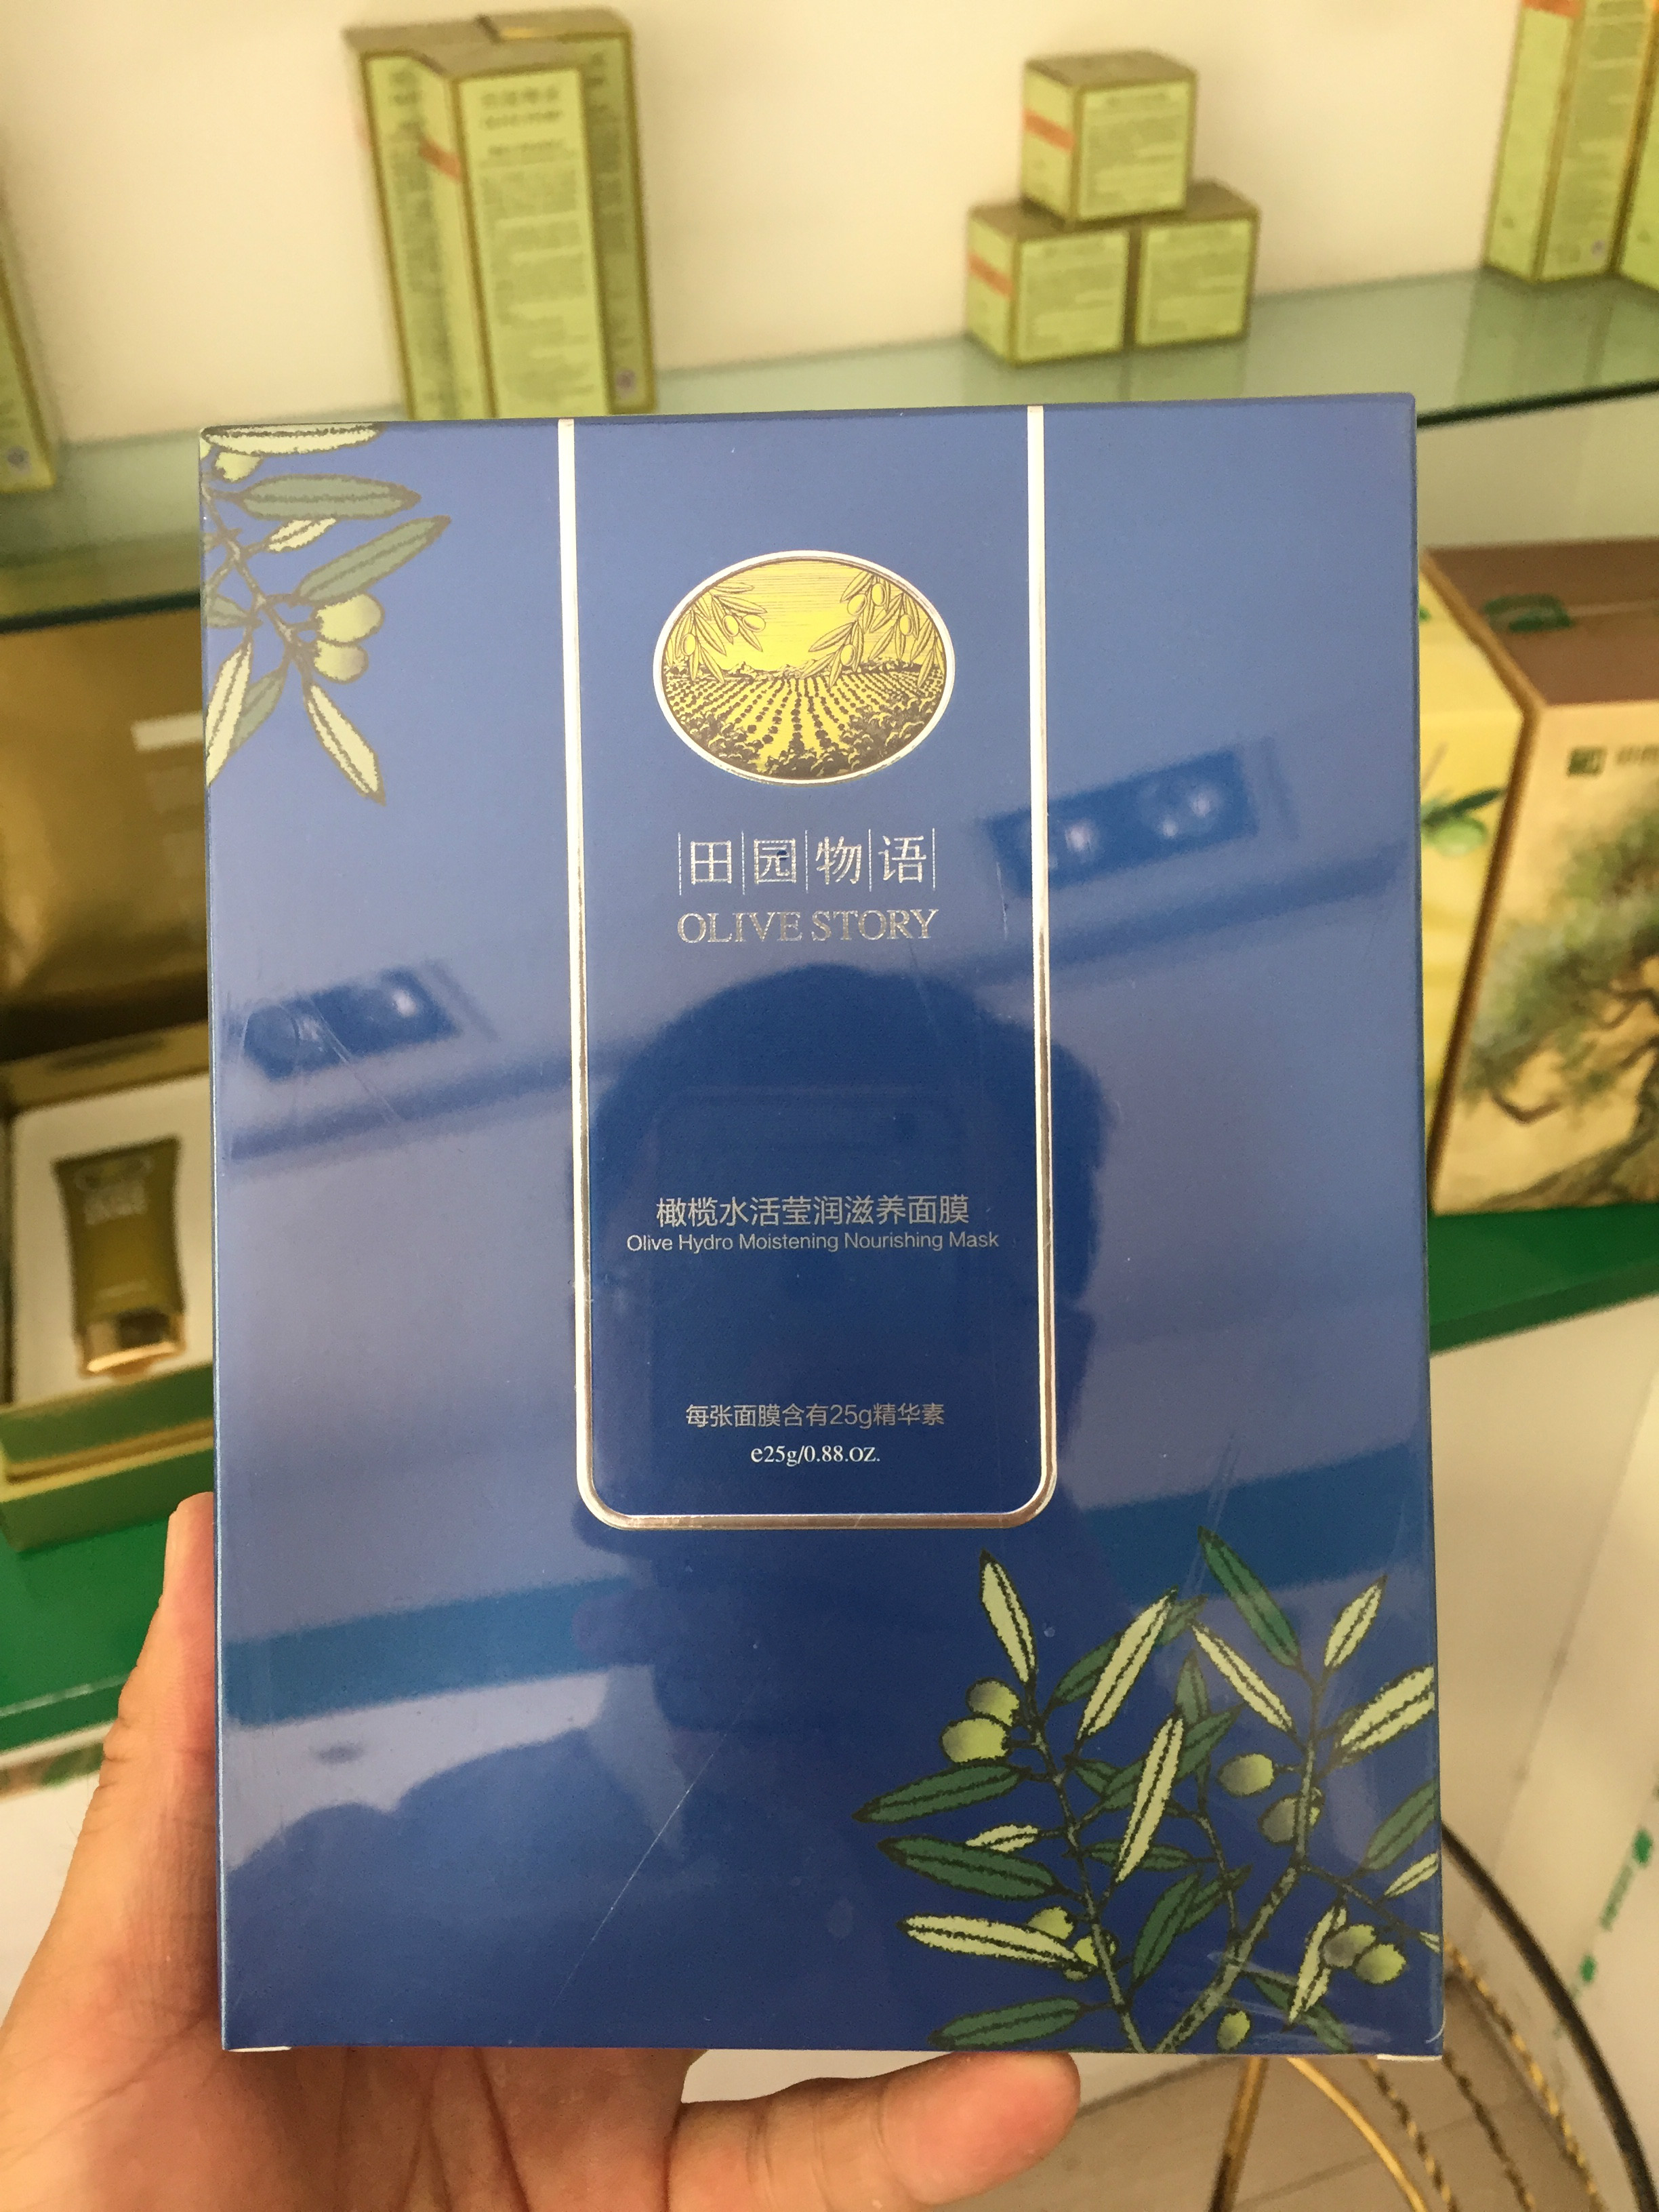 田园物语
OLIVE STORY
橄榄水活莹润滋养面膜
Olive Hydro Moistening Nourishing Mask
每张面膜含有25g精华素
e25g/0.88.OZ.